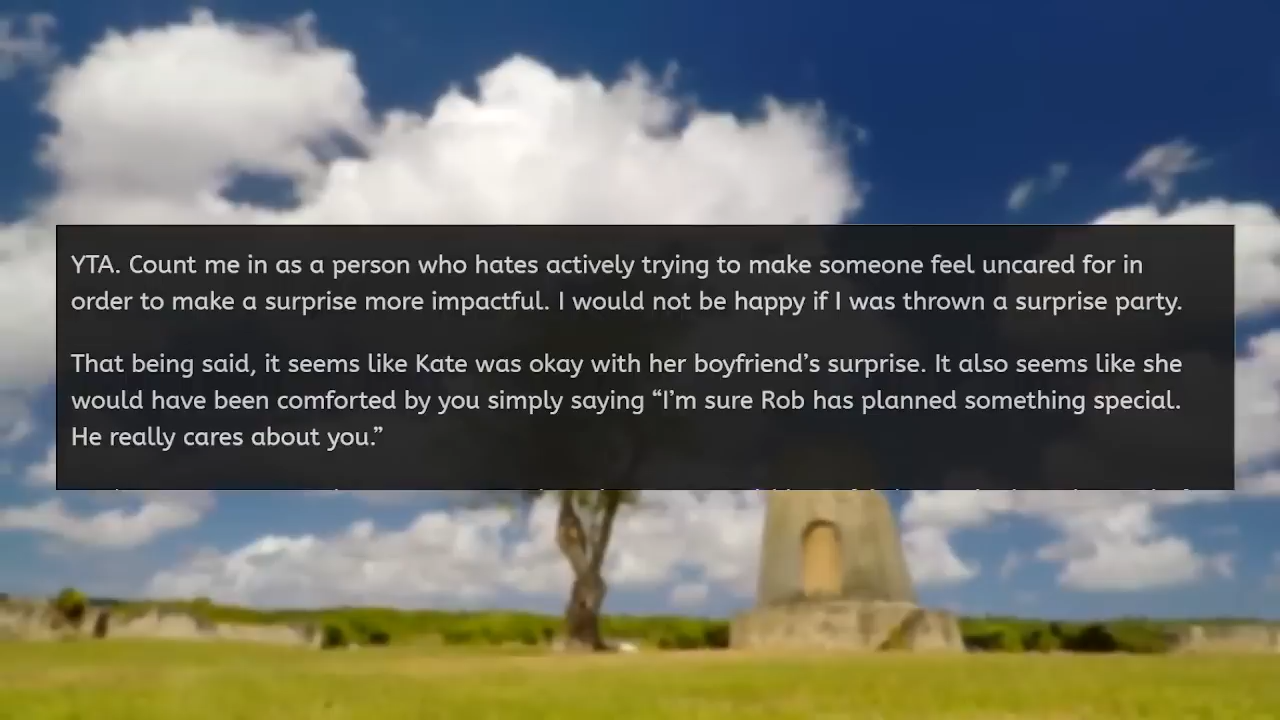 YTA. Count me in as a person who hates actively trying to make someone feel uncared for in
order to make a surprise more impactful. I would not be happy if I was thrown a surprise party.
That being said, it seems like Kate was okay with her boyfriend’s surprise. It also seems like she
would have been comforted by you simply saying “I’m sure Rob has planned something special.
He really cares about you.”